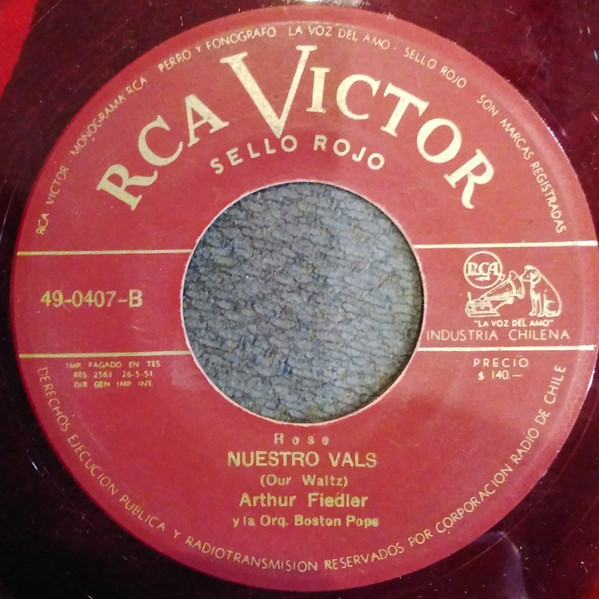 RCA VICTOR · MONOGRAMA RCA · PERRO Y FONOGRAFO · LA VOZ DEL AMO · SELLO ROJO · SON MARCAS REGISTRADAS
RCA VICTOR
SELLO ROJO
49-0407-B
RCA
"LA VOZ DEL AMO"
INDUSTRIA CHILENA
IMP. PAGADO EN TES
RES 2563 26-5-51
DIR GEN IMP INT.
PRECIO
$ 140.—
Rose
NUESTRO VALS
(Our Waltz)
Arthur Fiedler
y la Orq. Boston Pops
DERECHOS EJECUCION PUBLICA Y RADIOTRANSMISION RESERVADOS POR CORPORACION RADIO DE CHILE